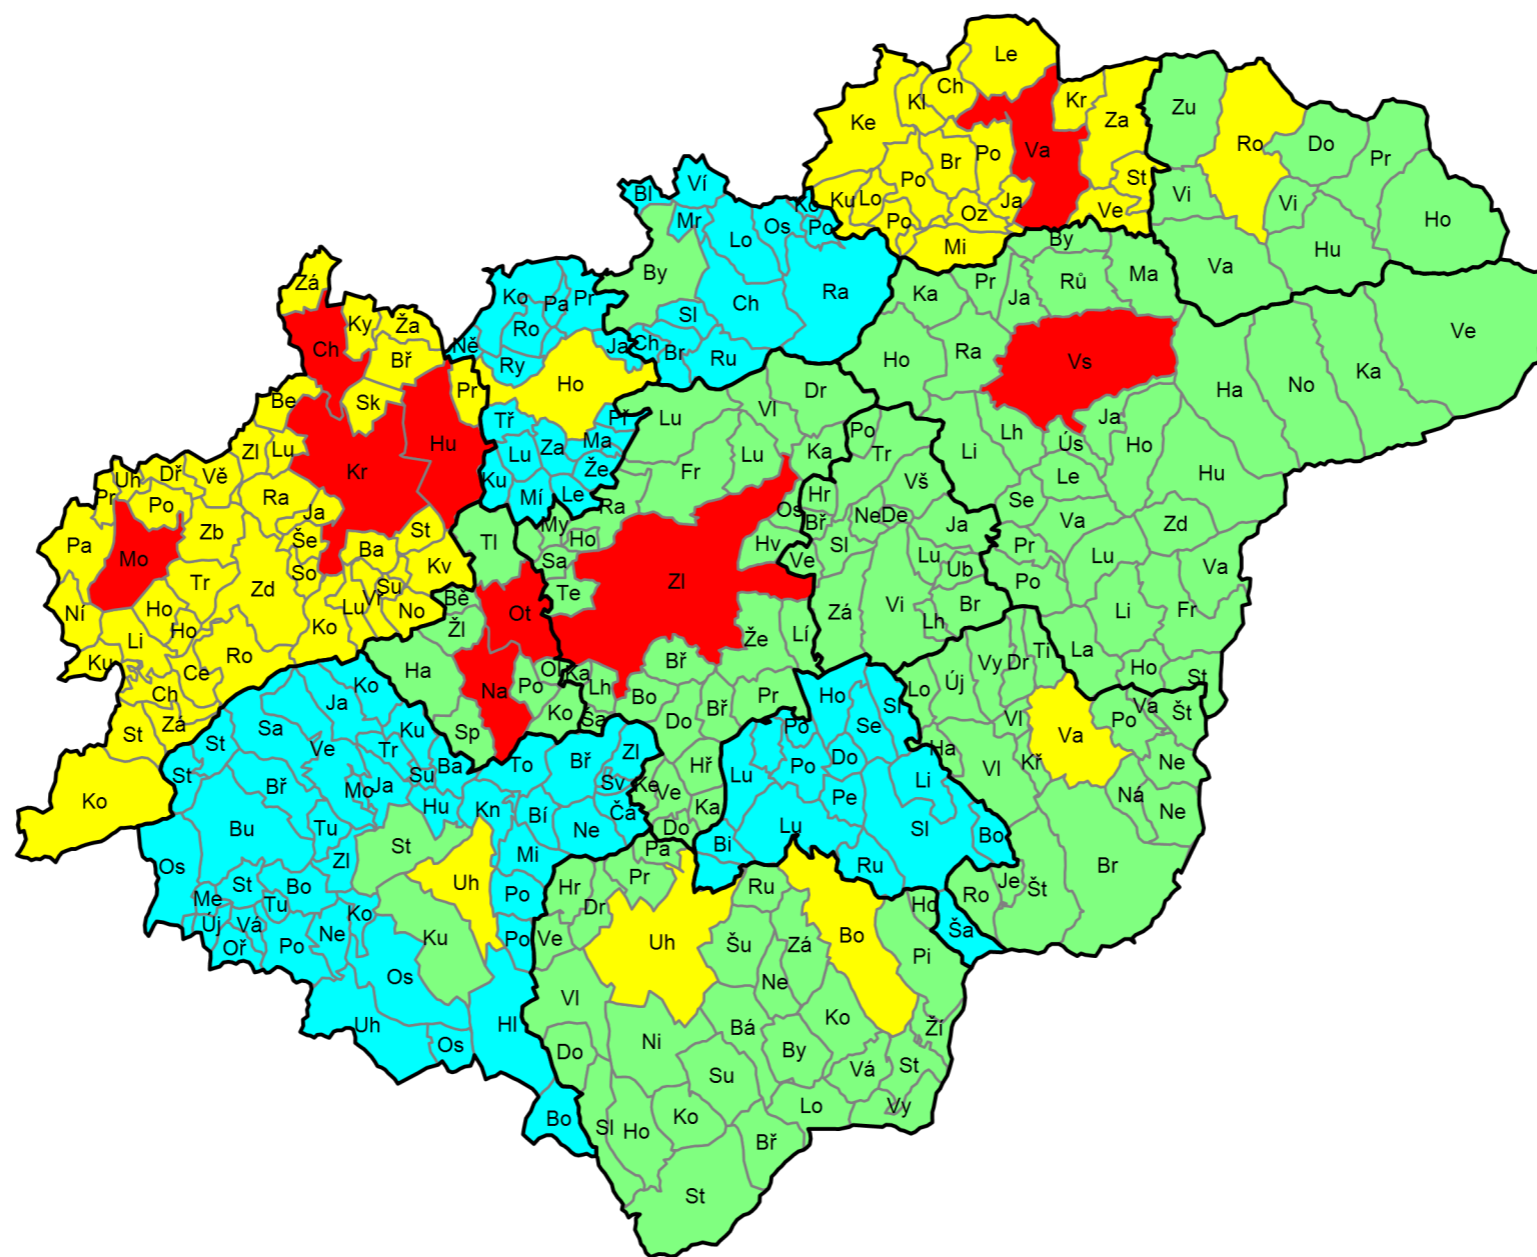 Le
Ch
Kl
Kr
Ke
Za
Zu
Ro
Do
Pr
Br
Po
Va
Po
St
Ku
Lo
Ja
Po
Oz
Ve
Vi
Vi
Ho
Mi
Hu
Va
Bl
Ví
Mr
Lo
Os
Ko
Po
By
Ra
Ch
Sl
Ch
Br
Ru
By
Ka
Pr
Ja
Rů
Ma
Ho
Ra
Vs
Ve
Ha
No
Ka
Zá
Ch
Ky
Ža
Bř
Be
Sk
Kr
Hu
Pr
Ko
Pa
Pr
Ro
Ně
Ja
Ry
Ho
Tř
Př
Lu
Za
Ma
Ku
Že
Mí
Le
Lu
Vl
Dr
Fr
Lu
Ka
Ra
Po
Tr
Vš
Li
Lh
Ús
Ja
Ho
Le
Hu
Se
Va
Zd
Zl
Lu
Uh
Dř
Vě
Pr
Po
Ra
Ja
Zb
Še
Ba
St
Pa
Mo
So
Su
Kv
Tr
Zd
Ní
Ho
Lu
Vř
No
Li
Ho
Ko
Ku
Ce
Ro
Ch
Zá
St
Ko
Tl
My
Ho
Sa
Te
Zl
Os
Hv
Hr
Bř
Ve
Ne
De
Sl
Ja
Lu
Ub
Zá
Vi
Br
Lh
Pr
Po
Lu
Va
Li
Fr
La
Ho
St
Bě
Žl
Ot
Ha
Na
Ol
Po
Ka
Lh
Ko
Sa
Sp
Bř
Že
Lí
Bo
Bř
Pr
Do
Hř
Ke
Ve
Ka
Do
Ho
Sl
Se
Po
Lu
Po
Do
Pe
Li
Lu
Sl
Bi
Ru
Bo
Lo
Új
Vy
Dr
Ti
Vl
Va
Po
Va
Št
Ha
Vl
Kř
Ne
Ná
Ne
Br
Ro
Je
Št
Ša
Ko
Ja
Sa
St
St
Ve
Tr
Ku
Su
Ba
Bř
Mo
Ja
Hu
To
Bř
Zl
Sv
Kn
Bí
Ča
Ne
Bu
Tu
Zl
St
Mi
Os
St
Bo
Uh
Po
Me
Új
Vá
Tu
Ko
Oř
Po
Ne
Ku
Po
Os
Uh
Os
Hl
Bo
Pa
Hr
Pr
Dr
Ru
Ho
Ve
Uh
Šu
Zá
Bo
Pi
Vl
Ne
Ni
Bá
Ko
Ží
Do
By
Su
Vá
St
Sl
Ho
Ko
Lo
Vy
Bř
St